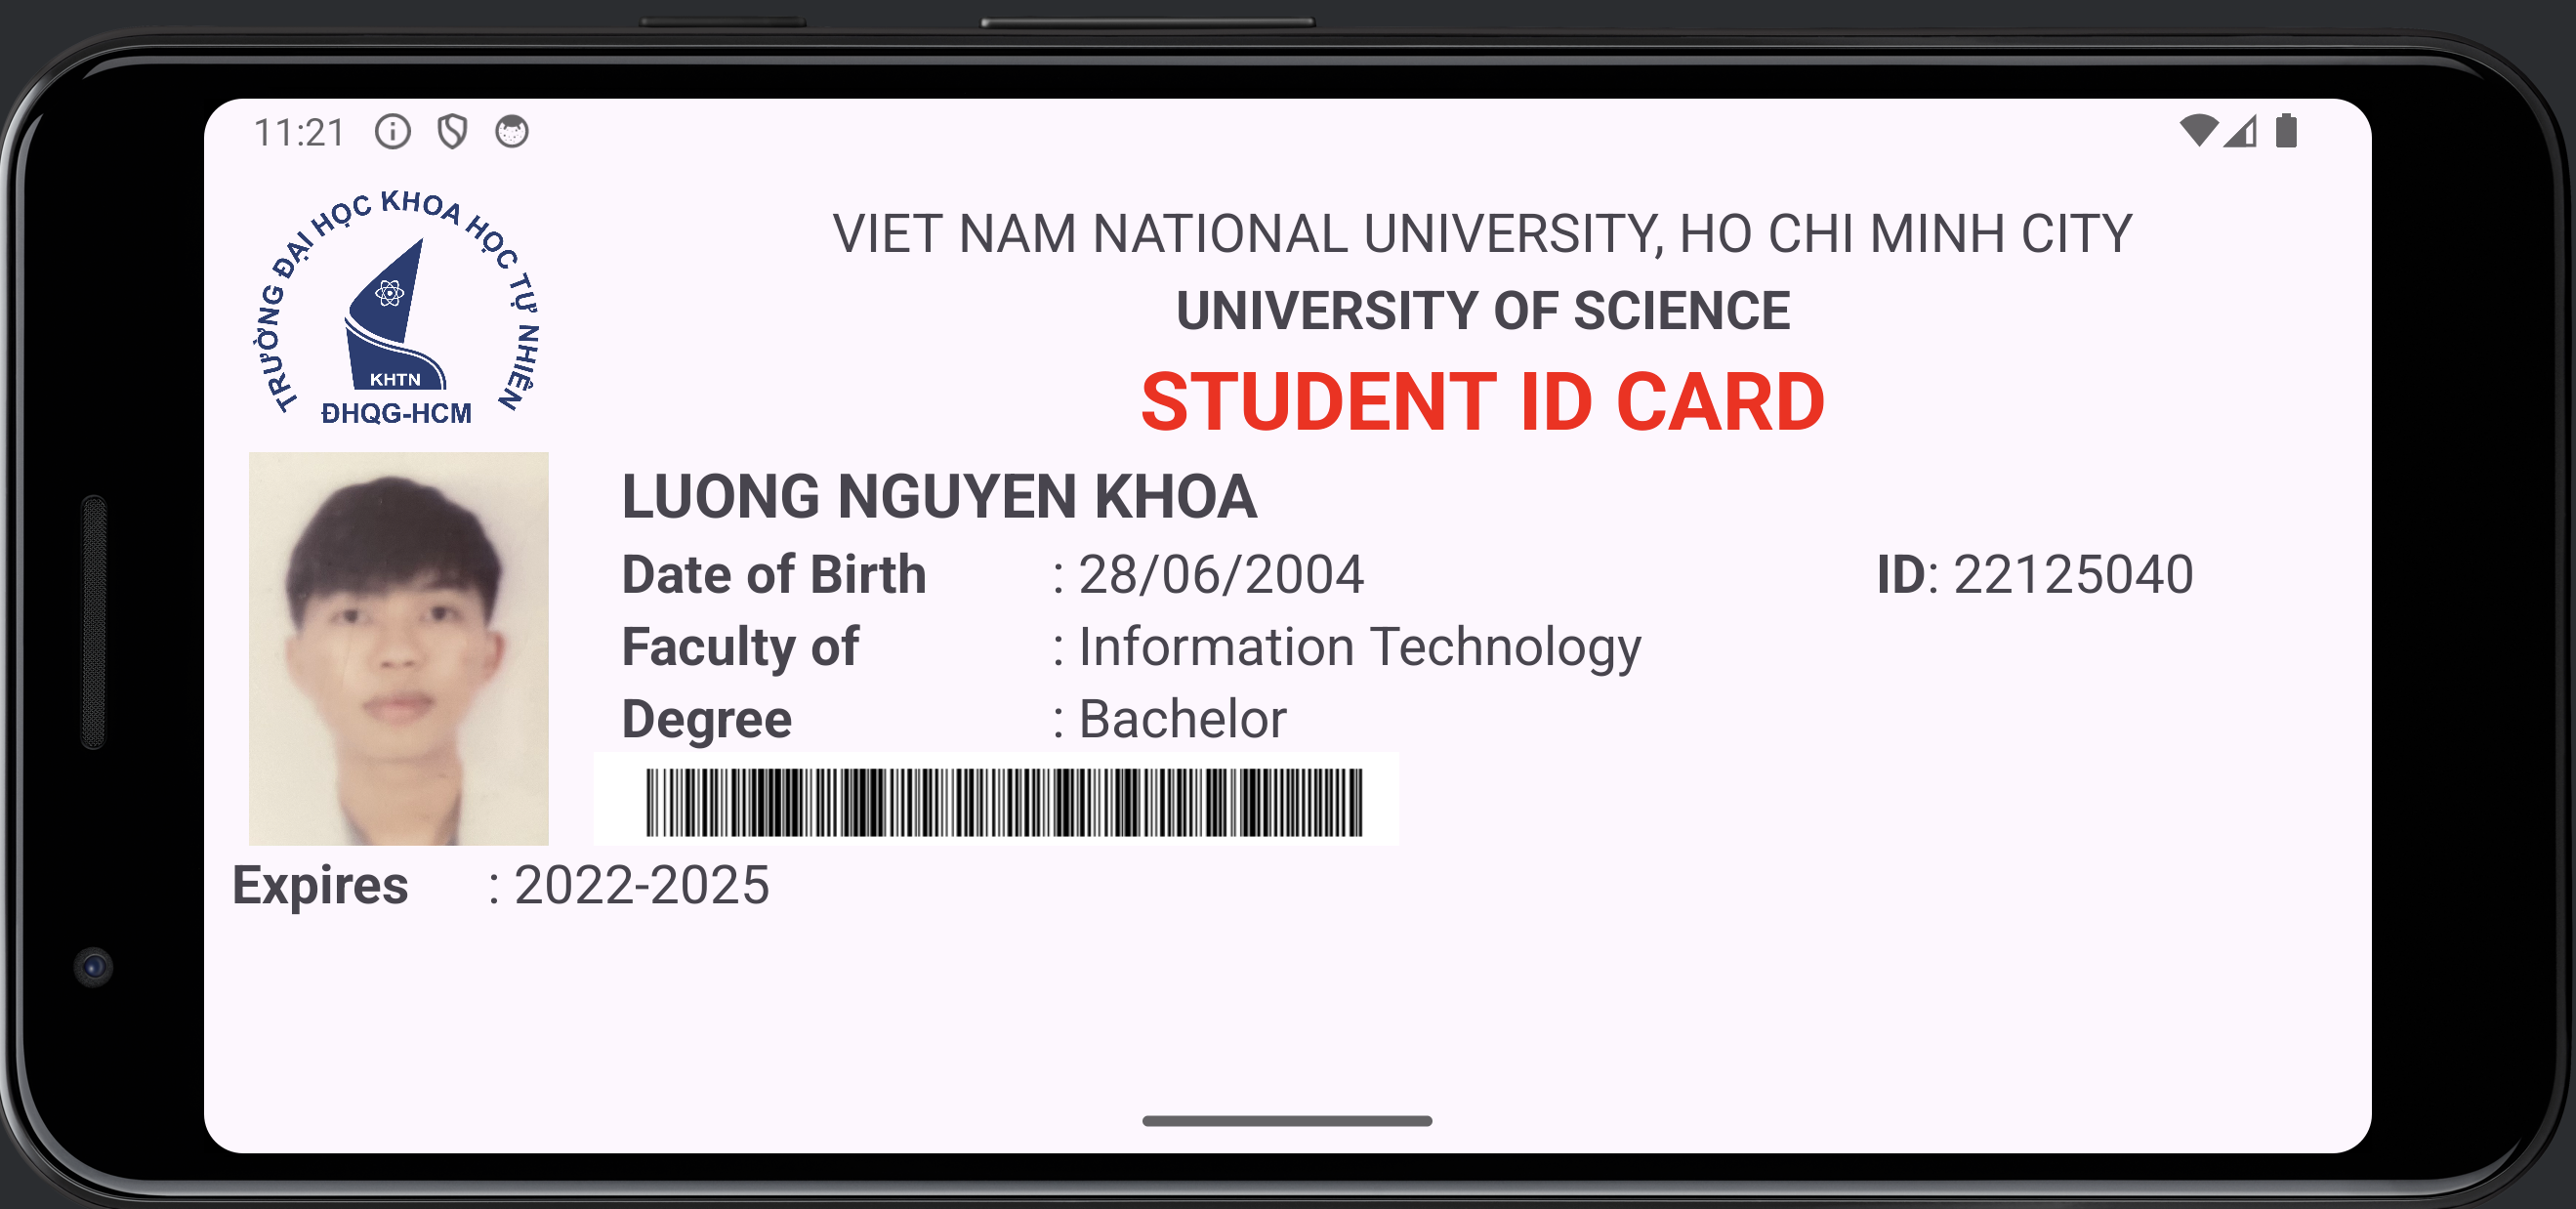 11:21
TRƯỜNG ĐẠI HỌC KHOA HỌC TỰ NHIÊN
KHTN
ĐHQG-HCM
VIET NAM NATIONAL UNIVERSITY, HO CHI MINH CITY
UNIVERSITY OF SCIENCE
STUDENT ID CARD
LUONG NGUYEN KHOA
Date of Birth : 28/06/2004 ID: 22125040
Faculty of : Information Technology
Degree : Bachelor
Expires : 2022-2025